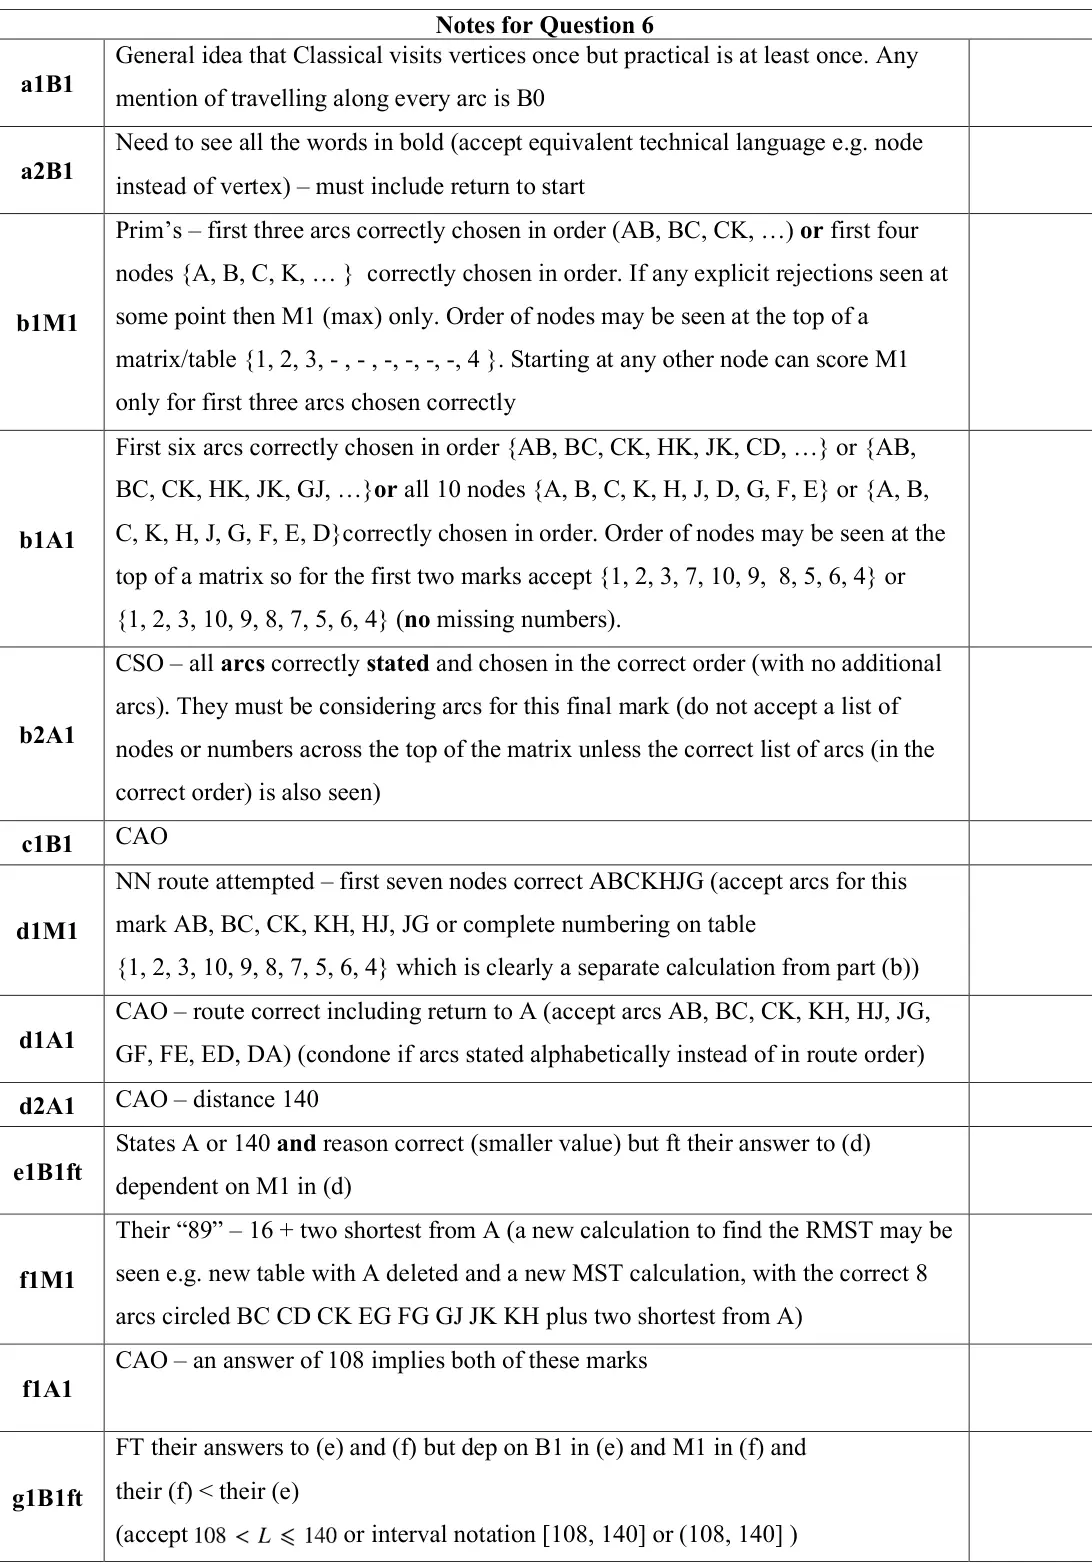 Notes for Question 6
a1B1
General idea that Classical visits vertices once but practical is at least once. Any
mention of travelling along every arc is B0
a2B1
Need to see all the words in bold (accept equivalent technical language e.g. node
instead of vertex) – must include return to start
b1M1
Prim's – first three arcs correctly chosen in order (AB, BC, CK, …) or first four
nodes {A, B, C, K, … } correctly chosen in order. If any explicit rejections seen at
some point then M1 (max) only. Order of nodes may be seen at the top of a
matrix/table {1, 2, 3, - , - , -, -, -, -, 4 }. Starting at any other node can score M1
only for first three arcs chosen correctly
b1A1
First six arcs correctly chosen in order {AB, BC, CK, HK, JK, CD, …} or {AB,
BC, CK, HK, JK, GJ, …}or all 10 nodes {A, B, C, K, H, J, D, G, F, E} or {A, B,
C, K, H, J, G, F, E, D}correctly chosen in order. Order of nodes may be seen at the
top of a matrix so for the first two marks accept {1, 2, 3, 7, 10, 9, 8, 5, 6, 4} or
{1, 2, 3, 10, 9, 8, 7, 5, 6, 4} (no missing numbers).
b2A1
CSO – all arcs correctly stated and chosen in the correct order (with no additional
arcs). They must be considering arcs for this final mark (do not accept a list of
nodes or numbers across the top of the matrix unless the correct list of arcs (in the
correct order) is also seen)
c1B1
CAO
d1M1
NN route attempted – first seven nodes correct ABCKHJG (accept arcs for this
mark AB, BC, CK, KH, HJ, JG or complete numbering on table
{1, 2, 3, 10, 9, 8, 7, 5, 6, 4} which is clearly a separate calculation from part (b))
d1A1
CAO – route correct including return to A (accept arcs AB, BC, CK, KH, HJ, JG,
GF, FE, ED, DA) (condone if arcs stated alphabetically instead of in route order)
d2A1
CAO – distance 140
e1B1ft
States A or 140 and reason correct (smaller value) but ft their answer to (d)
dependent on M1 in (d)
f1M1
Their “89” – 16 + two shortest from A (a new calculation to find the RMST may be
seen e.g. new table with A deleted and a new MST calculation, with the correct 8
arcs circled BC CD CK EG FG GJ JK KH plus two shortest from A)
f1A1
CAO – an answer of 108 implies both of these marks
g1B1ft
FT their answers to (e) and (f) but dep on B1 in (e) and M1 in (f) and
their (f) < their (e)
(accept 108 < L ⩽ 140 or interval notation [108, 140] or (108, 140] )